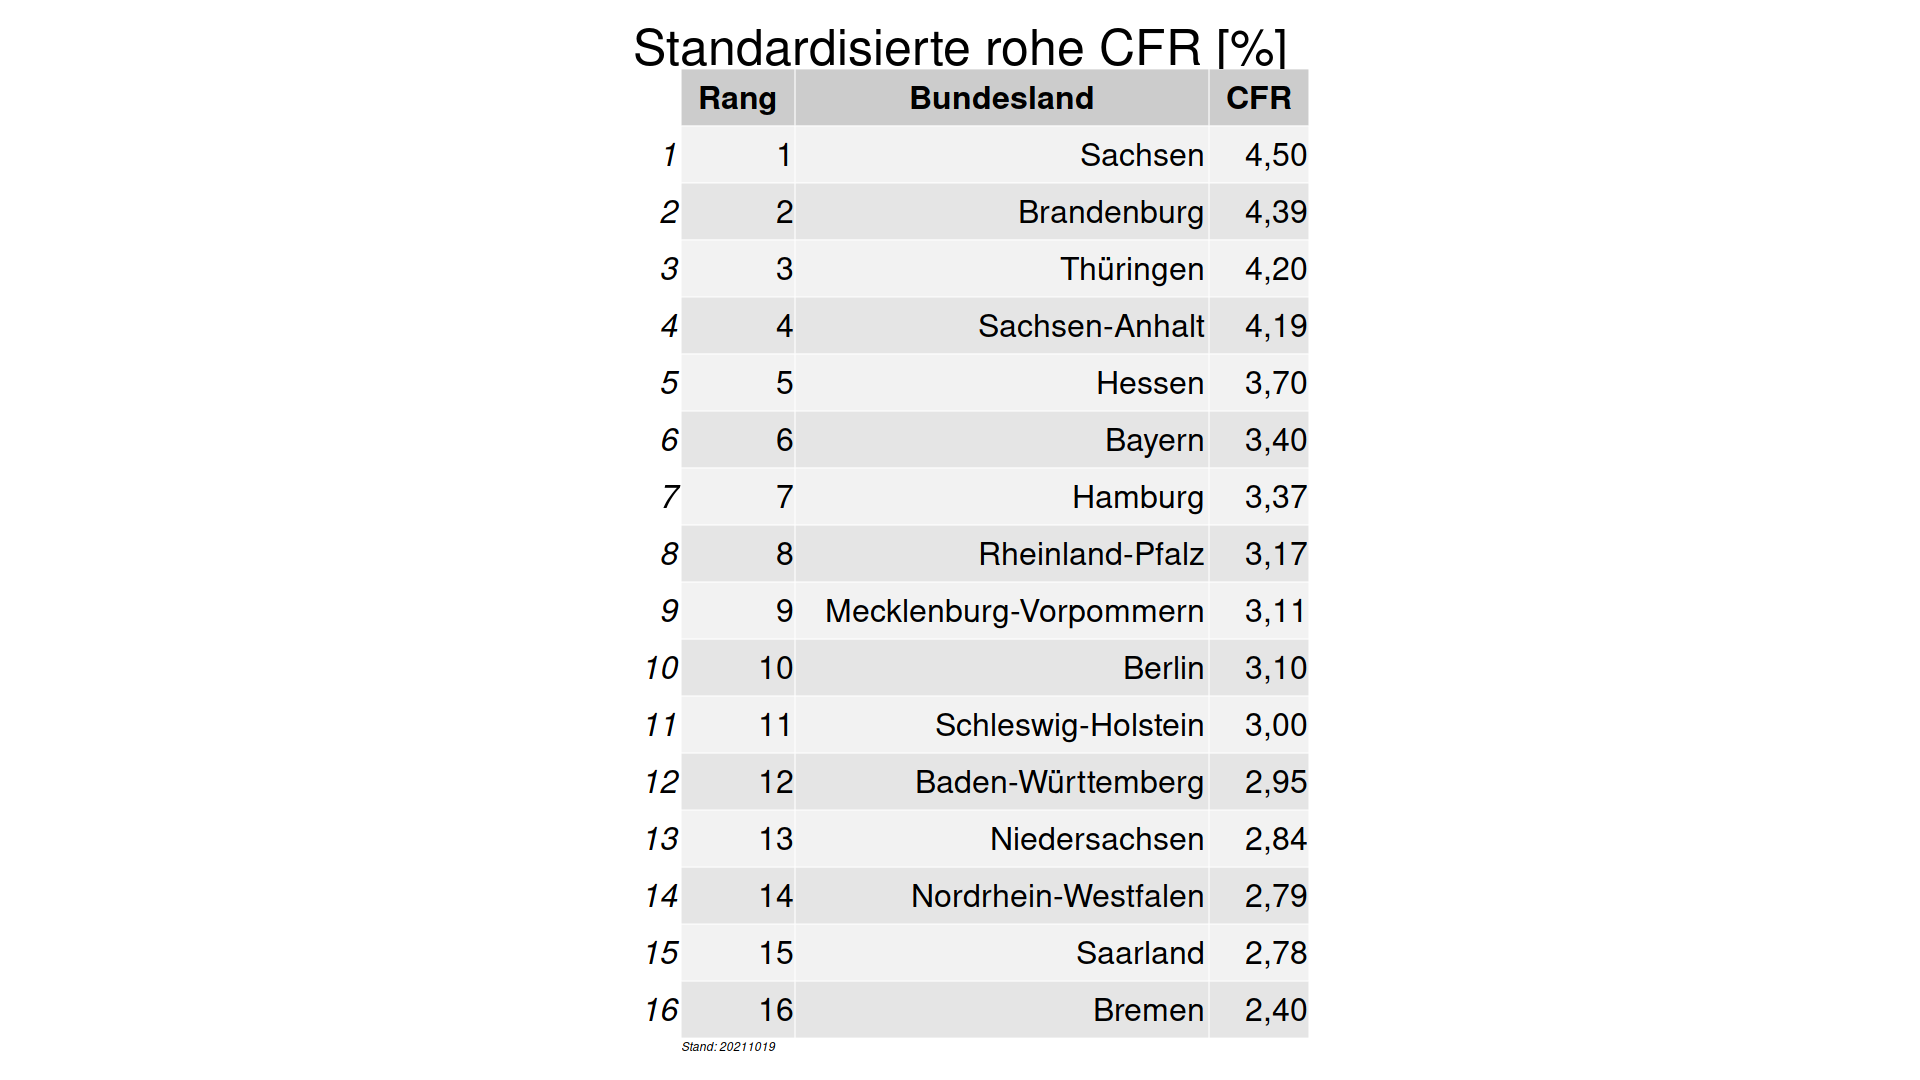 Standardisierte rohe CFR [%]
Rang Bundesland CFR
1 1 Sachsen 4,50
2 2 Brandenburg 4,39
3 3 Thüringen 4,20
4 4 Sachsen-Anhalt 4,19
5 5 Hessen 3,70
6 6 Bayern 3,40
7 7 Hamburg 3,37
8 8 Rheinland-Pfalz 3,17
9 9 Mecklenburg-Vorpommern 3,11
10 10 Berlin 3,10
11 11 Schleswig-Holstein 3,00
12 12 Baden-Württemberg 2,95
13 13 Niedersachsen 2,84
14 14 Nordrhein-Westfalen 2,79
15 15 Saarland 2,78
16 16 Bremen 2,40
Stand: 20211019